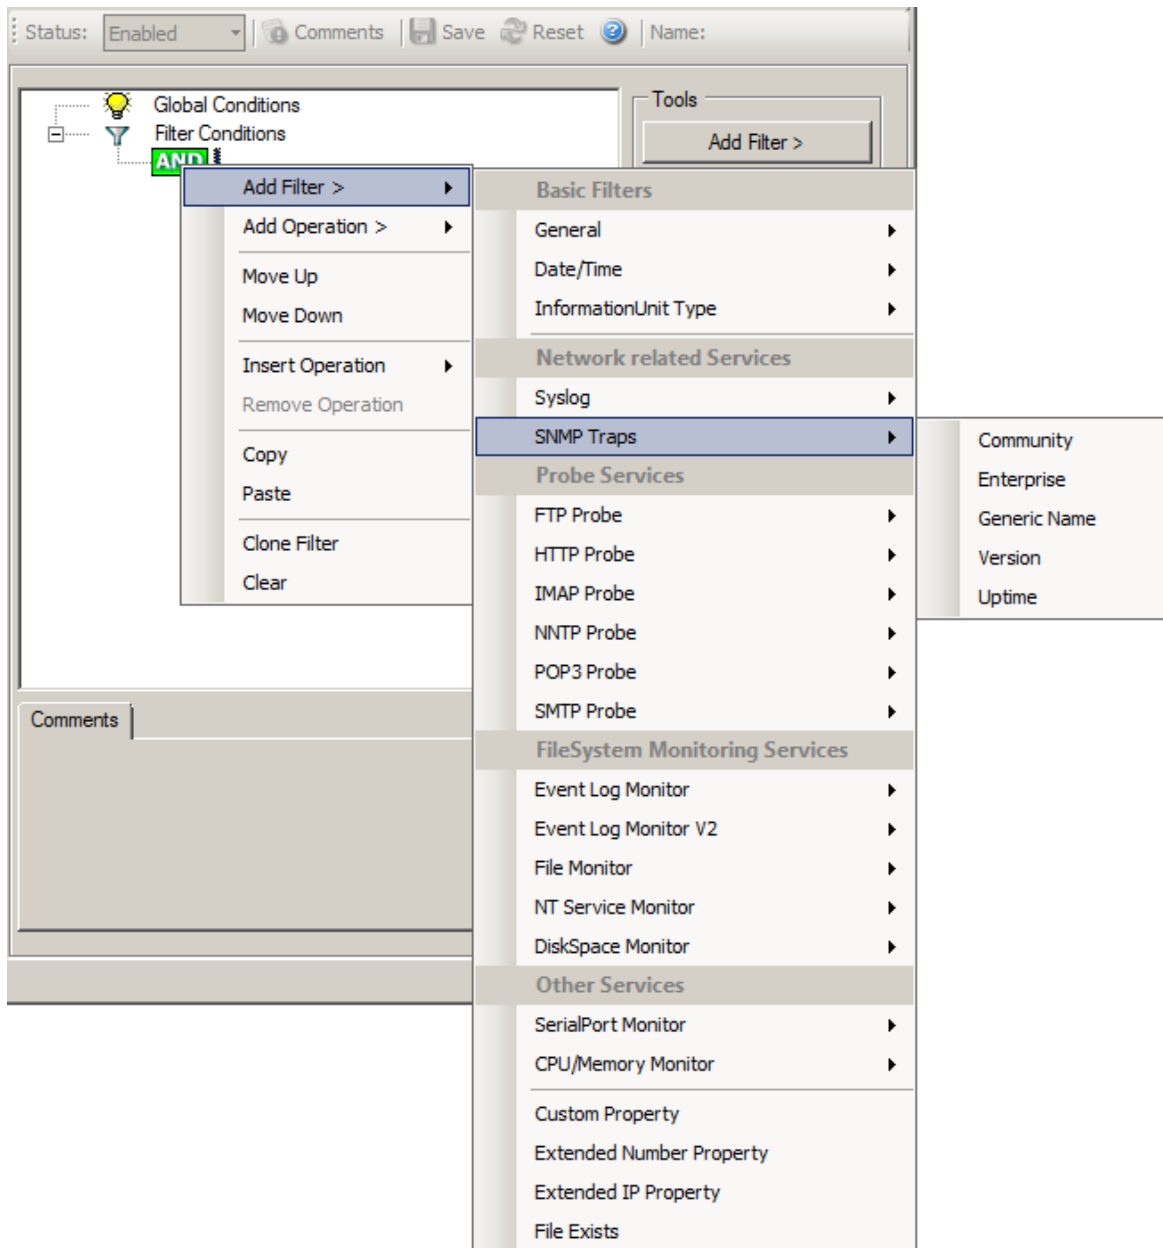 Status: Enabled Comments Save Reset Name:
Global Conditions
Filter Conditions
AND
Tools
Add Filter >
Add Filter >
Add Operation >
Move Up
Move Down
Insert Operation
Remove Operation
Copy
Paste
Clone Filter
Clear
Basic Filters
General
Date/Time
InformationUnit Type
Network related Services
Syslog
SNMP Traps
Probe Services
FTP Probe
HTTP Probe
IMAP Probe
NNTP Probe
POP3 Probe
SMTP Probe
FileSystem Monitoring Services
Event Log Monitor
Event Log Monitor V2
File Monitor
NT Service Monitor
DiskSpace Monitor
Other Services
SerialPort Monitor
CPU/Memory Monitor
Custom Property
Extended Number Property
Extended IP Property
File Exists
Community
Enterprise
Generic Name
Version
Uptime
Comments